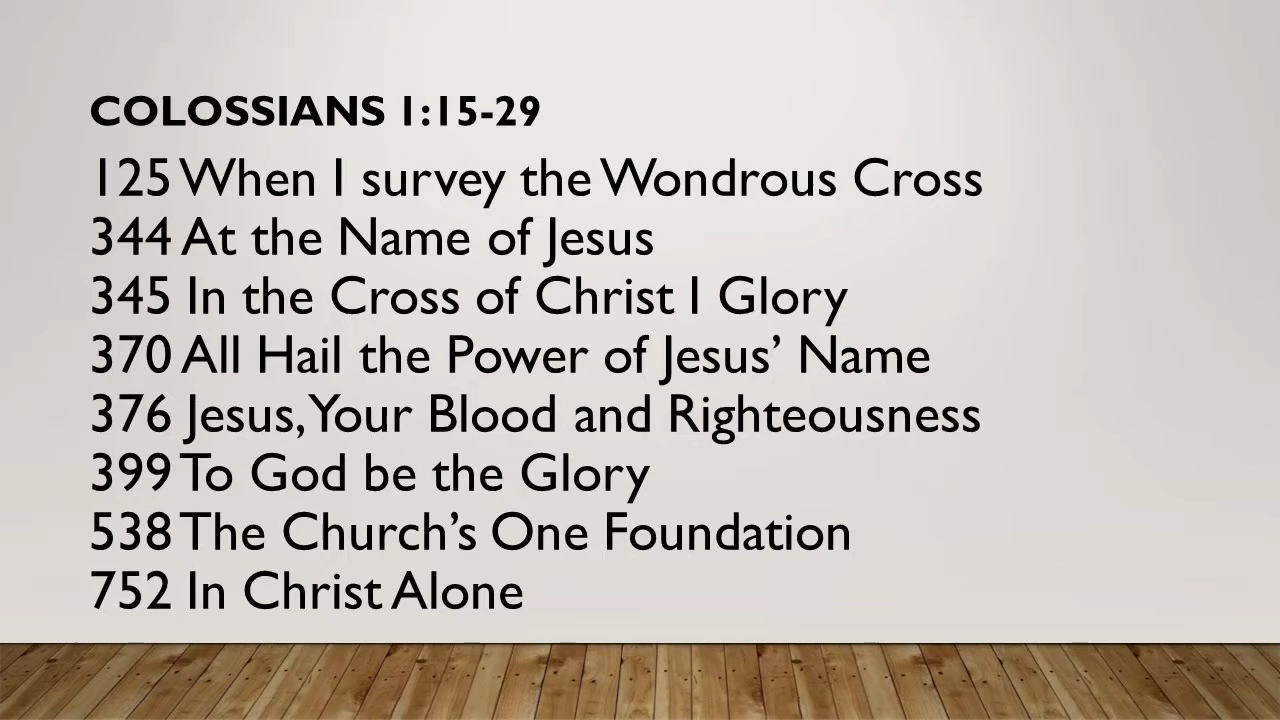 COLOSSIANS 1:15-29
125 When I survey the Wondrous Cross
344 At the Name of Jesus
345 In the Cross of Christ I Glory
370 All Hail the Power of Jesus’ Name
376 Jesus, Your Blood and Righteousness
399 To God be the Glory
538 The Church’s One Foundation
752 In Christ Alone